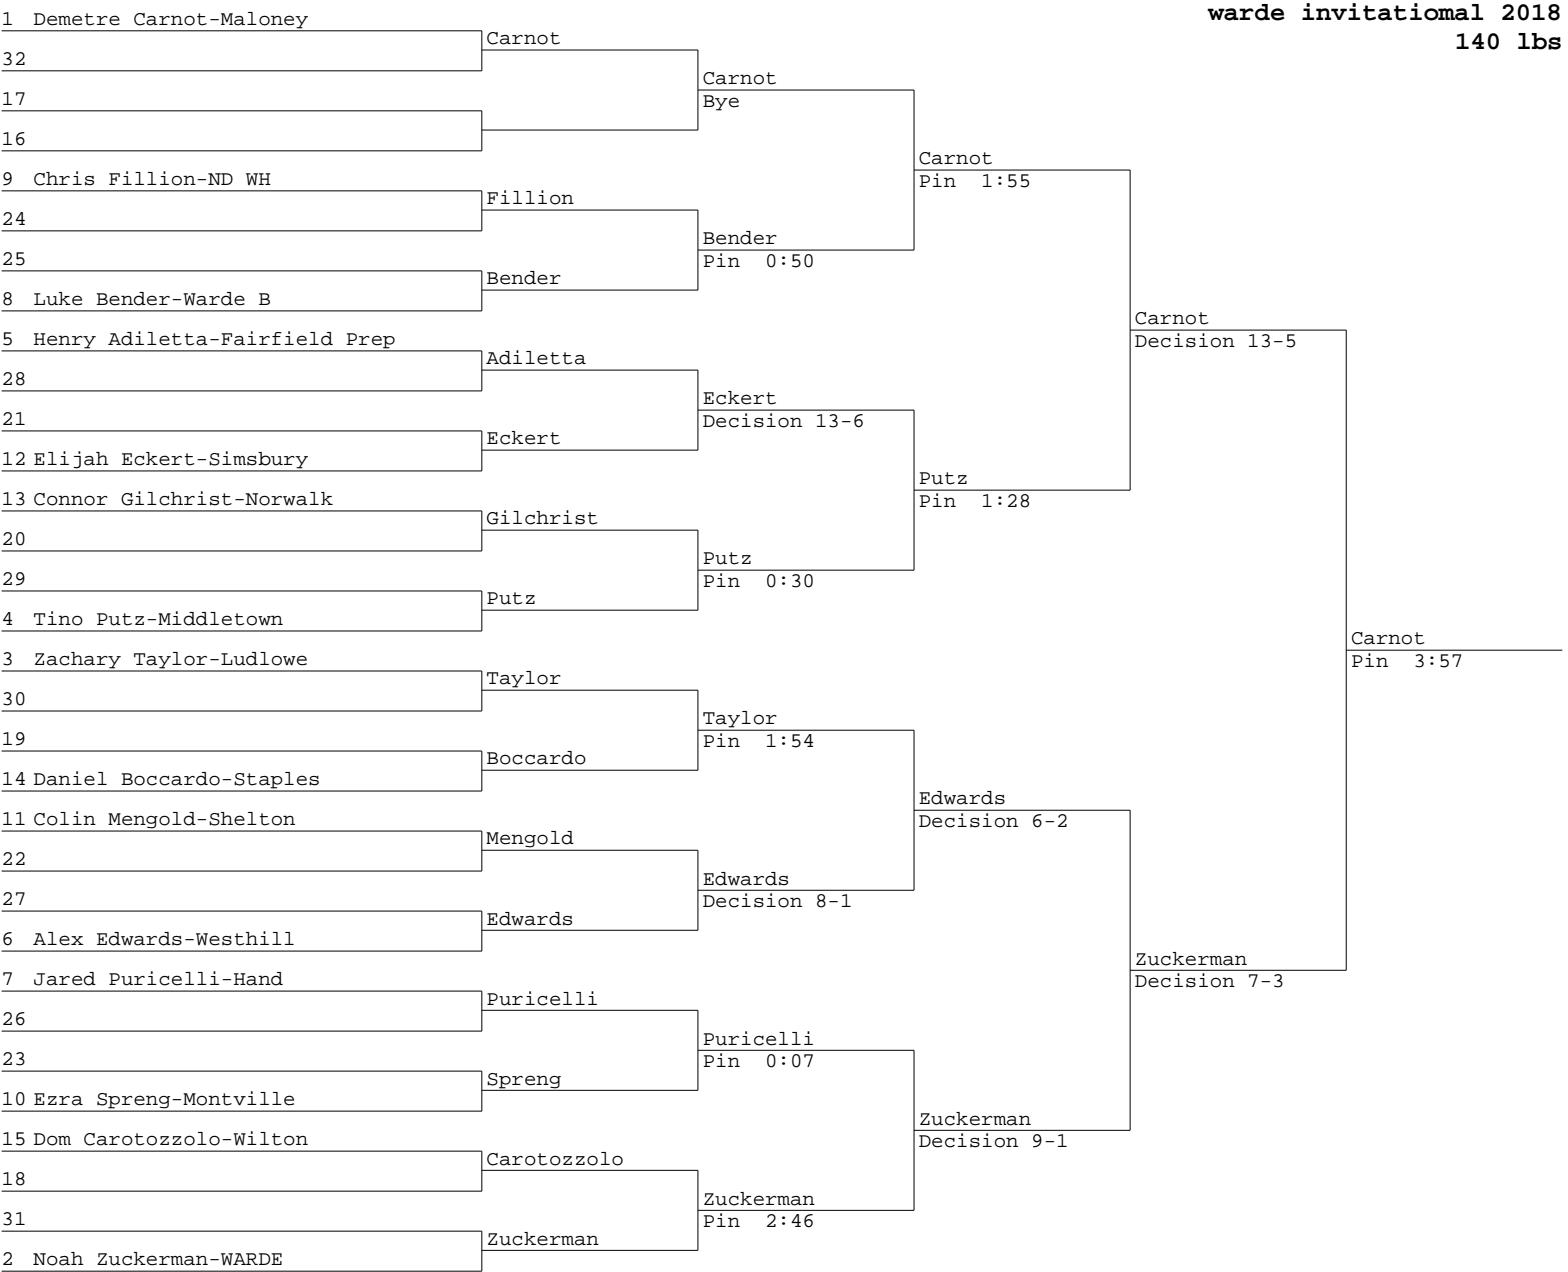 warde invitatiomal 2018
140 lbs
1 Demetre Carnot-Maloney
32
17
16
9 Chris Fillion-ND WH
24
25
8 Luke Bender-Warde B
5 Henry Adiletta-Fairfield Prep
28
21
12 Elijah Eckert-Simsbury
13 Connor Gilchrist-Norwalk
20
29
4 Tino Putz-Middletown
3 Zachary Taylor-Ludlowe
30
19
14 Daniel Boccardo-Staples
11 Colin Mengold-Shelton
22
27
6 Alex Edwards-Westhill
7 Jared Puricelli-Hand
26
23
10 Ezra Spreng-Montville
15 Dom Carotozzolo-Wilton
18
31
2 Noah Zuckerman-WARDE
Carnot
Fillion
Bender
Adiletta
Eckert
Gilchrist
Putz
Taylor
Boccardo
Mengold
Edwards
Puricelli
Spreng
Carotozzolo
Zuckerman
Carnot
Bye
Bender
Pin 0:50
Eckert
Decision 13-6
Putz
Pin 0:30
Taylor
Pin 1:54
Edwards
Decision 8-1
Puricelli
Pin 0:07
Zuckerman
Pin 2:46
Carnot
Pin 1:55
Putz
Pin 1:28
Edwards
Decision 6-2
Zuckerman
Decision 9-1
Carnot
Decision 13-5
Zuckerman
Decision 7-3
Carnot
Pin 3:57